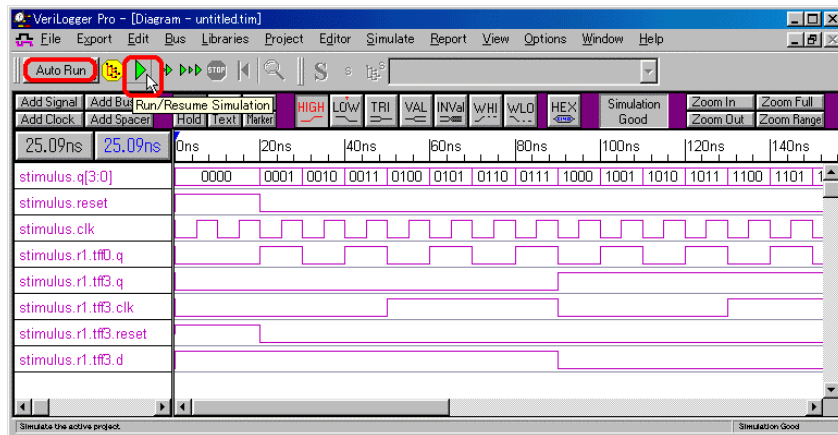 VeriLogger Pro - [Diagram - untitled.tim]
File Export Edit Bus Libraries Project Editor Simulate Report View Options Window Help
Auto Run STOP S s
Add Signal Add Bus Run/Resume Simulation HIGH LOW TRI VAL INVal WHI WLO HEX Simulation Good Zoom In Zoom Full
Add Clock Add Spacer Hold Text Marker Zoom Out Zoom Range
25.09ns 25.09ns 0ns 20ns 40ns 60ns 80ns 100ns 120ns 140ns
stimulus.q[3:0] 0000 0001 0010 0011 0100 0101 0110 0111 1000 1001 1010 1011 1100 1101 1
stimulus.reset
stimulus.clk
stimulus.r1.tff0.q
stimulus.r1.tff3.q
stimulus.r1.tff3.clk
stimulus.r1.tff3.reset
stimulus.r1.tff3.d
Simulate the active project. Simulation Good